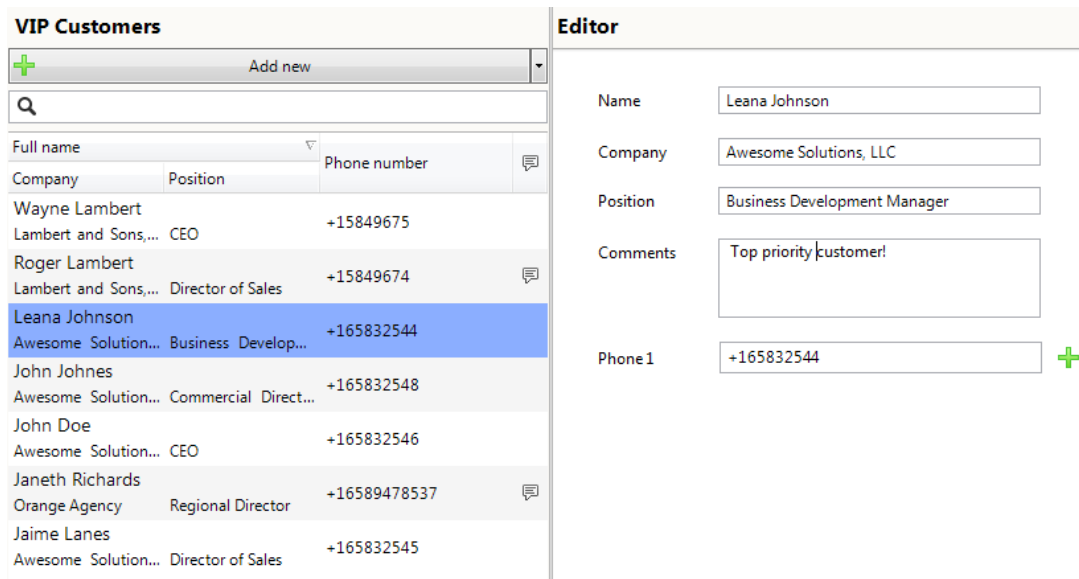 VIP Customers
Add new
Full name
Phone number
Company Position
Wayne Lambert
Lambert and Sons,... CEO
+15849675
Roger Lambert
Lambert and Sons,... Director of Sales
+15849674
Leana Johnson
Awesome Solution... Business Develop...
+165832544
John Johnes
Awesome Solution... Commercial Direct...
+165832548
John Doe
Awesome Solution... CEO
+165832546
Janeth Richards
Orange Agency Regional Director
+16589478537
Jaime Lanes
Awesome Solution... Director of Sales
+165832545
Editor
Name Leana Johnson
Company Awesome Solutions, LLC
Position Business Development Manager
Comments Top priority customer!
Phone 1 +165832544